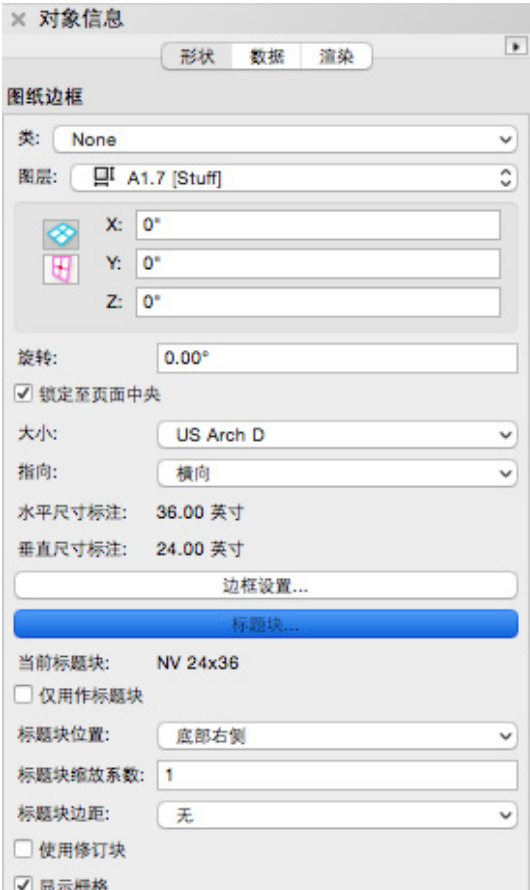 对象信息
形状 数据 渲染
图纸边框
类: None
图层: A1.7 [Stuff]
X: 0"
Y: 0"
Z: 0"
旋转: 0.00°
锁定至页面中央
大小: US Arch D
指向: 横向
水平尺寸标注: 36.00 英寸
垂直尺寸标注: 24.00 英寸
边框设置...
标题块...
当前标题块: NV 24x36
仅用作标题块
标题块位置: 底部右侧
标题块缩放系数: 1
标题块边距: 无
使用修订块
显示栅格